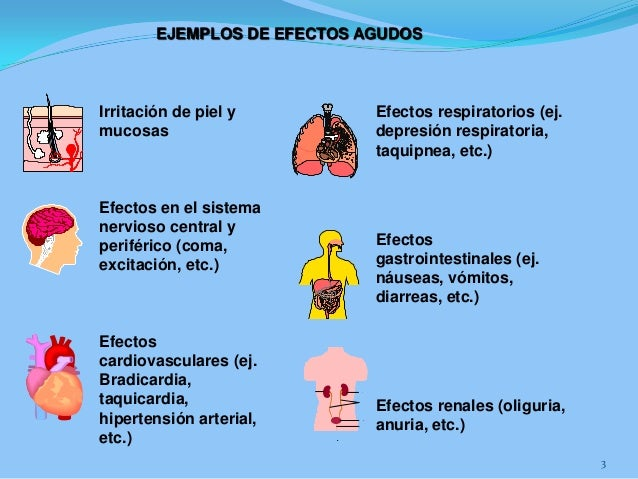 EJEMPLOS DE EFECTOS AGUDOS
Irritación de piel y
mucosas
Efectos en el sistema
nervioso central y
periférico (coma,
excitación, etc.)
Efectos
cardiovasculares (ej.
Bradicardia,
taquicardia,
hipertensión arterial,
etc.)
Efectos respiratorios (ej.
depresión respiratoria,
taquipnea, etc.)
Efectos
gastrointestinales (ej.
náuseas, vómitos,
diarreas, etc.)
Efectos renales (oliguria,
anuria, etc.)
3